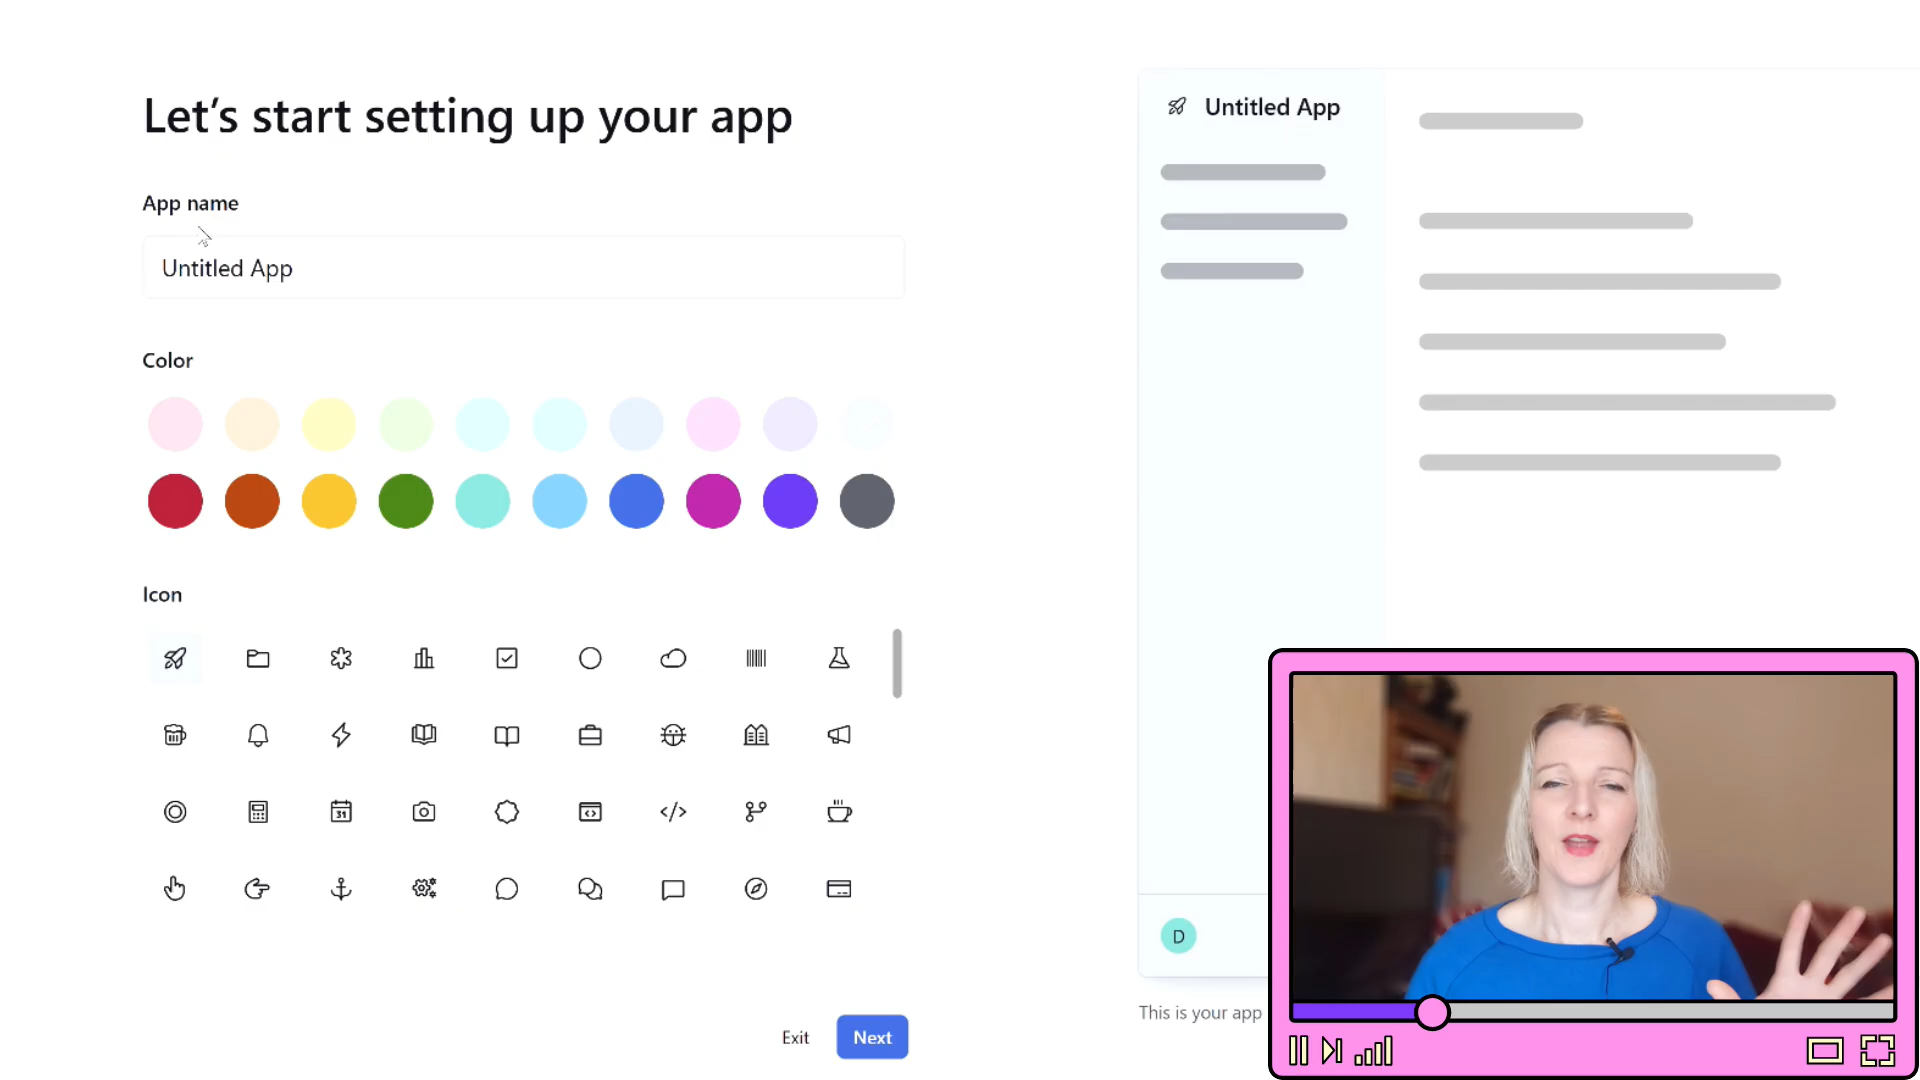 Let's start setting up your app
App name
Untitled App
Color
Icon
31
Exit
Next
Untitled App
D
This is your app